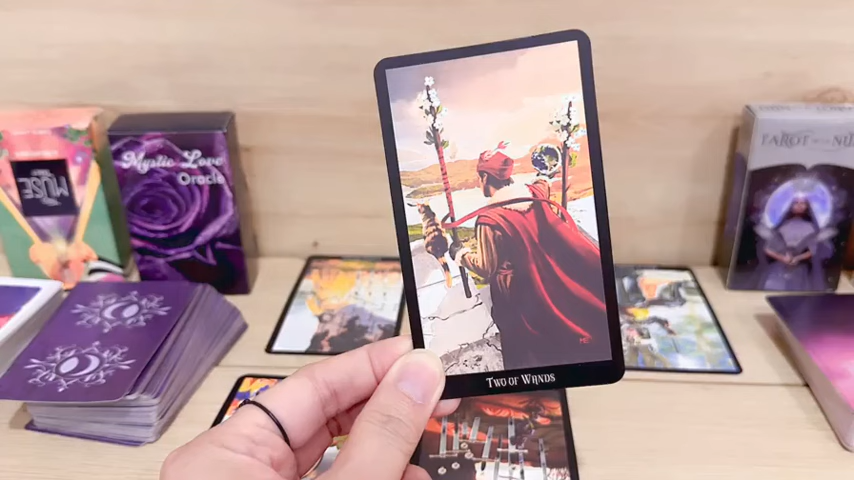 MUSE
Mystic Love
Oracle
TAROT
TWO OF WANDS